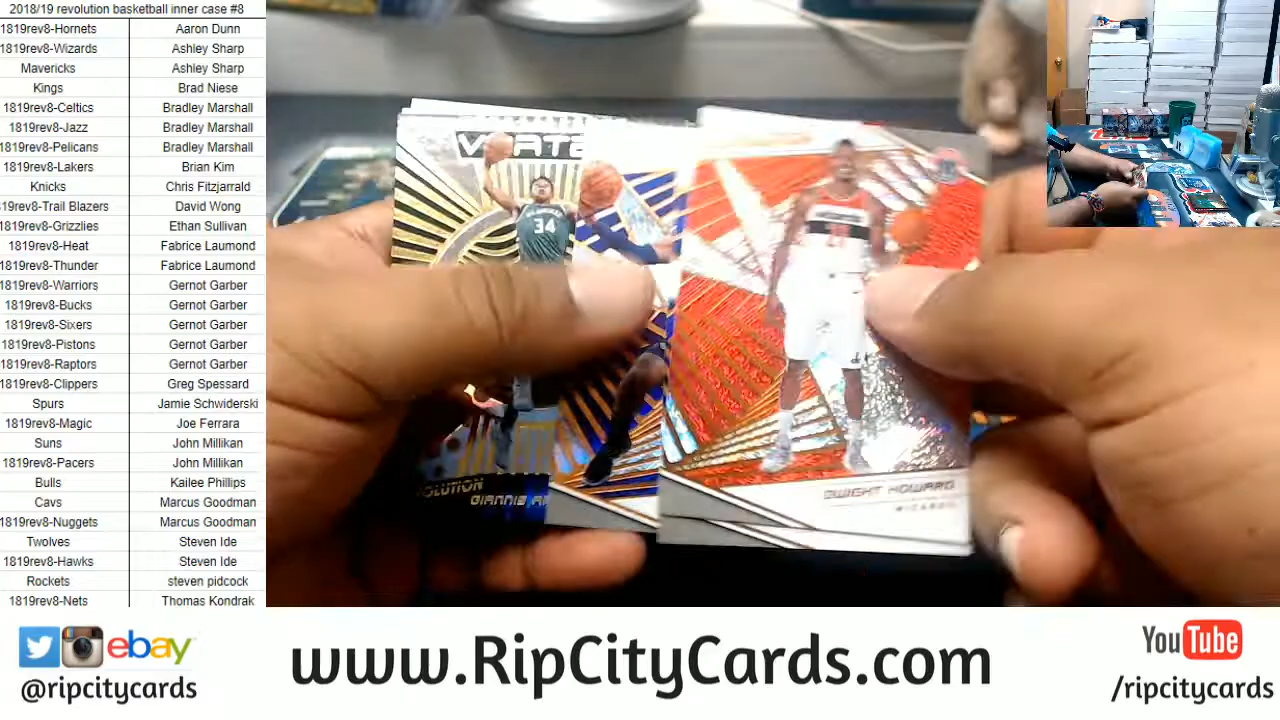 2018/19 revolution basketball inner case #8
1819rev8-Hornets Aaron Dunn
1819rev8-Wizards Ashley Sharp
Mavericks Ashley Sharp
Kings Brad Niese
1819rev8-Celtics Bradley Marshall
1819rev8-Jazz Bradley Marshall
1819rev8-Pelicans Bradley Marshall
1819rev8-Lakers Brian Kim
Knicks Chris Fitzjarrald
1819rev8-Trail Blazers David Wong
1819rev8-Grizzlies Ethan Sullivan
1819rev8-Heat Fabrice Laumond
1819rev8-Thunder Fabrice Laumond
1819rev8-Warriors Gernot Garber
1819rev8-Bucks Gernot Garber
1819rev8-Sixers Gernot Garber
1819rev8-Pistons Gernot Garber
1819rev8-Raptors Gernot Garber
1819rev8-Clippers Greg Spessard
Spurs Jamie Schwiderski
1819rev8-Magic Joe Ferrara
Suns John Millikan
1819rev8-Pacers John Millikan
Bulls Kailee Phillips
Cavs Marcus Goodman
1819rev8-Nuggets Marcus Goodman
Twolves Steven Ide
1819rev8-Hawks Steven Ide
Rockets steven pidcock
1819rev8-Nets Thomas Kondrak
VORTE
34
OLUTION
GIANNIS A
21
DWIGHT HOWARD
WIZARDS
ebay
@ripcitycards
www.RipCityCards.com
YouTube
/ripcitycards